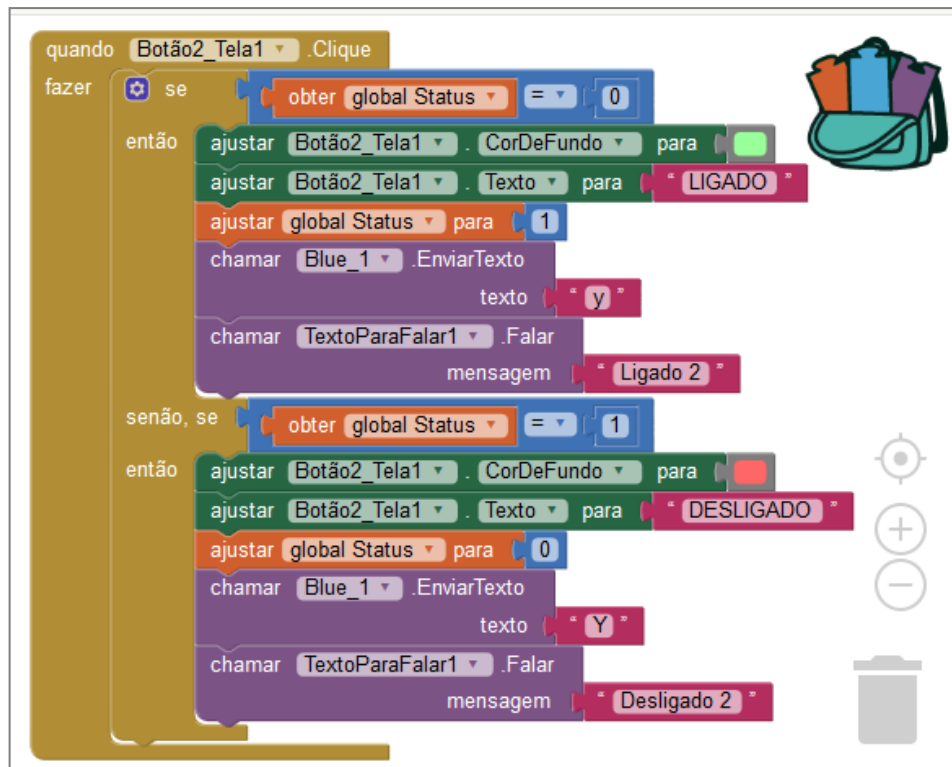 quando Botão2_Tela1 .Clique
fazer se obter global Status = 0
então ajustar Botão2_Tela1 . CorDeFundo para
ajustar Botão2_Tela1 . Texto para " LIGADO "
ajustar global Status para 1
chamar Blue_1 .EnviarTexto
texto " y "
chamar TextoParaFalar1 .Falar
mensagem " Ligado 2 "
senão, se obter global Status = 1
então ajustar Botão2_Tela1 . CorDeFundo para
ajustar Botão2_Tela1 . Texto para " DESLIGADO "
ajustar global Status para 0
chamar Blue_1 .EnviarTexto
texto " Y "
chamar TextoParaFalar1 .Falar
mensagem " Desligado 2 "